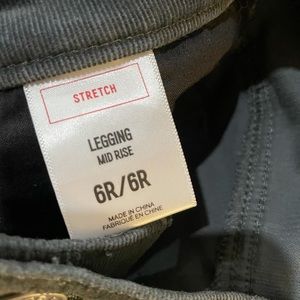 STRETCH
LEGGING
MID RISE
6R/6R
MADE IN CHINA
FABRIQUÉ EN CHINE